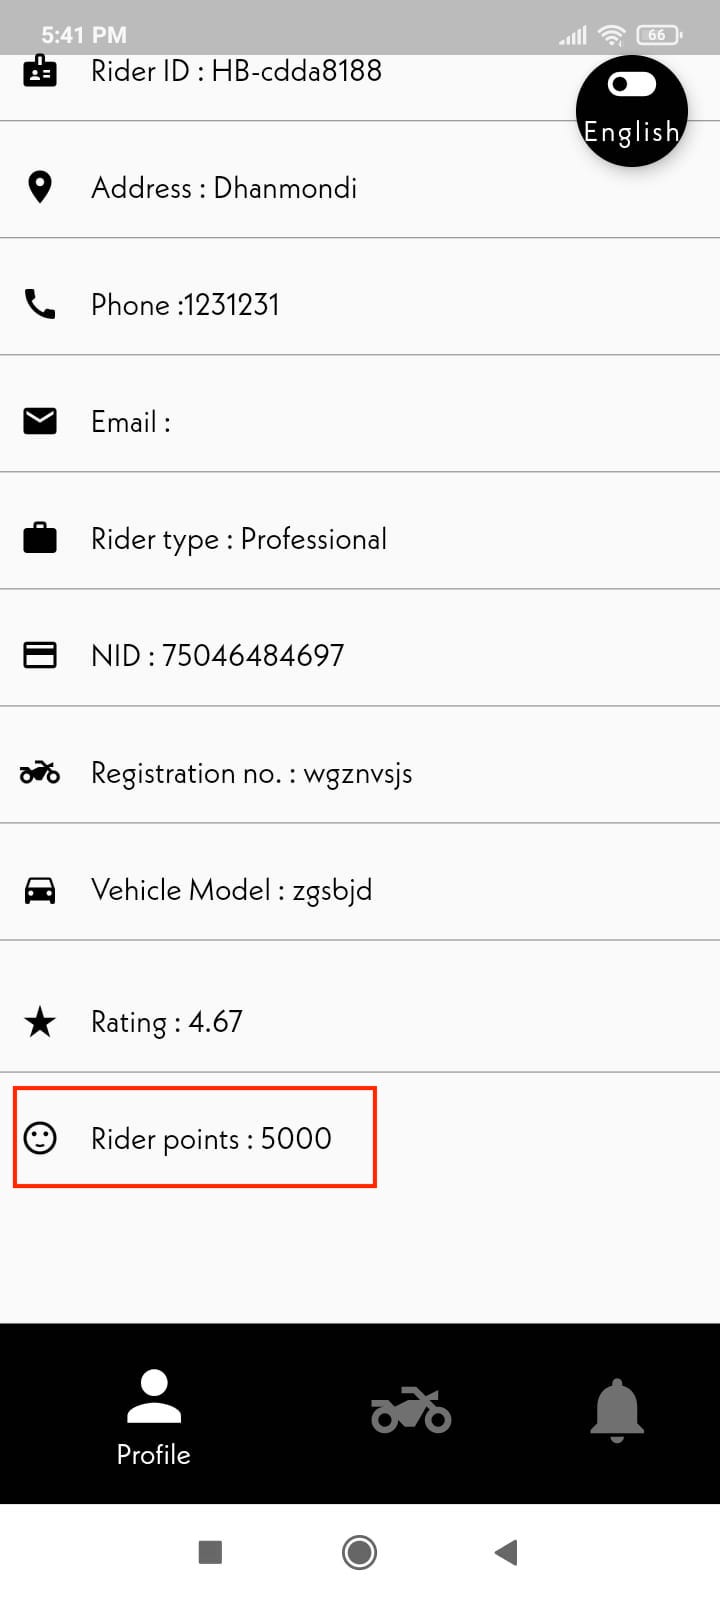 5:41 PM
66
Rider ID : HB-cdda8188
English
Address : Dhanmondi
Phone :1231231
Email :
Rider type : Professional
NID : 75046484697
Registration no. : wgznvsjs
Vehicle Model : zgsbjd
Rating : 4.67
Rider points : 5000
Profile